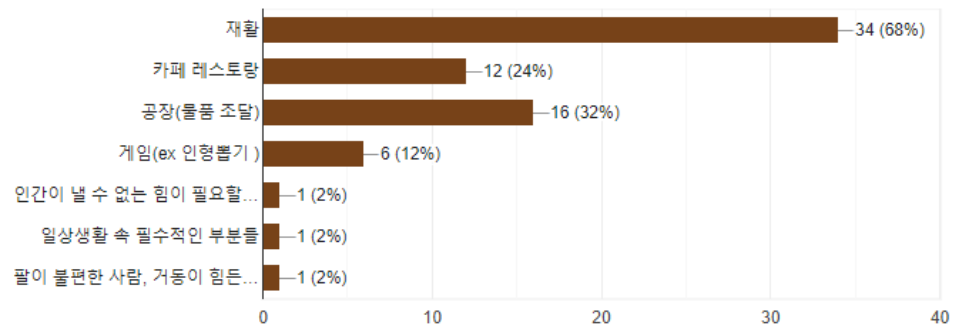 재활
34 (68%)
카페 레스토랑
12 (24%)
공장(물품 조달)
16 (32%)
게임(ex 인형뽑기 )
6 (12%)
인간이 낼 수 없는 힘이 필요할...
1 (2%)
일상생활 속 필수적인 부분들
1 (2%)
팔이 불편한 사람, 거동이 힘든...
1 (2%)
0 10 20 30 40